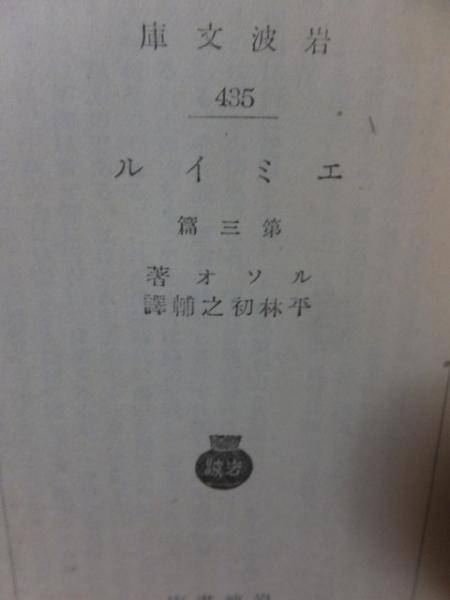 岩波文庫
435
エミイル
第三篇
ルソオ著
平林初之輔譯
岩波